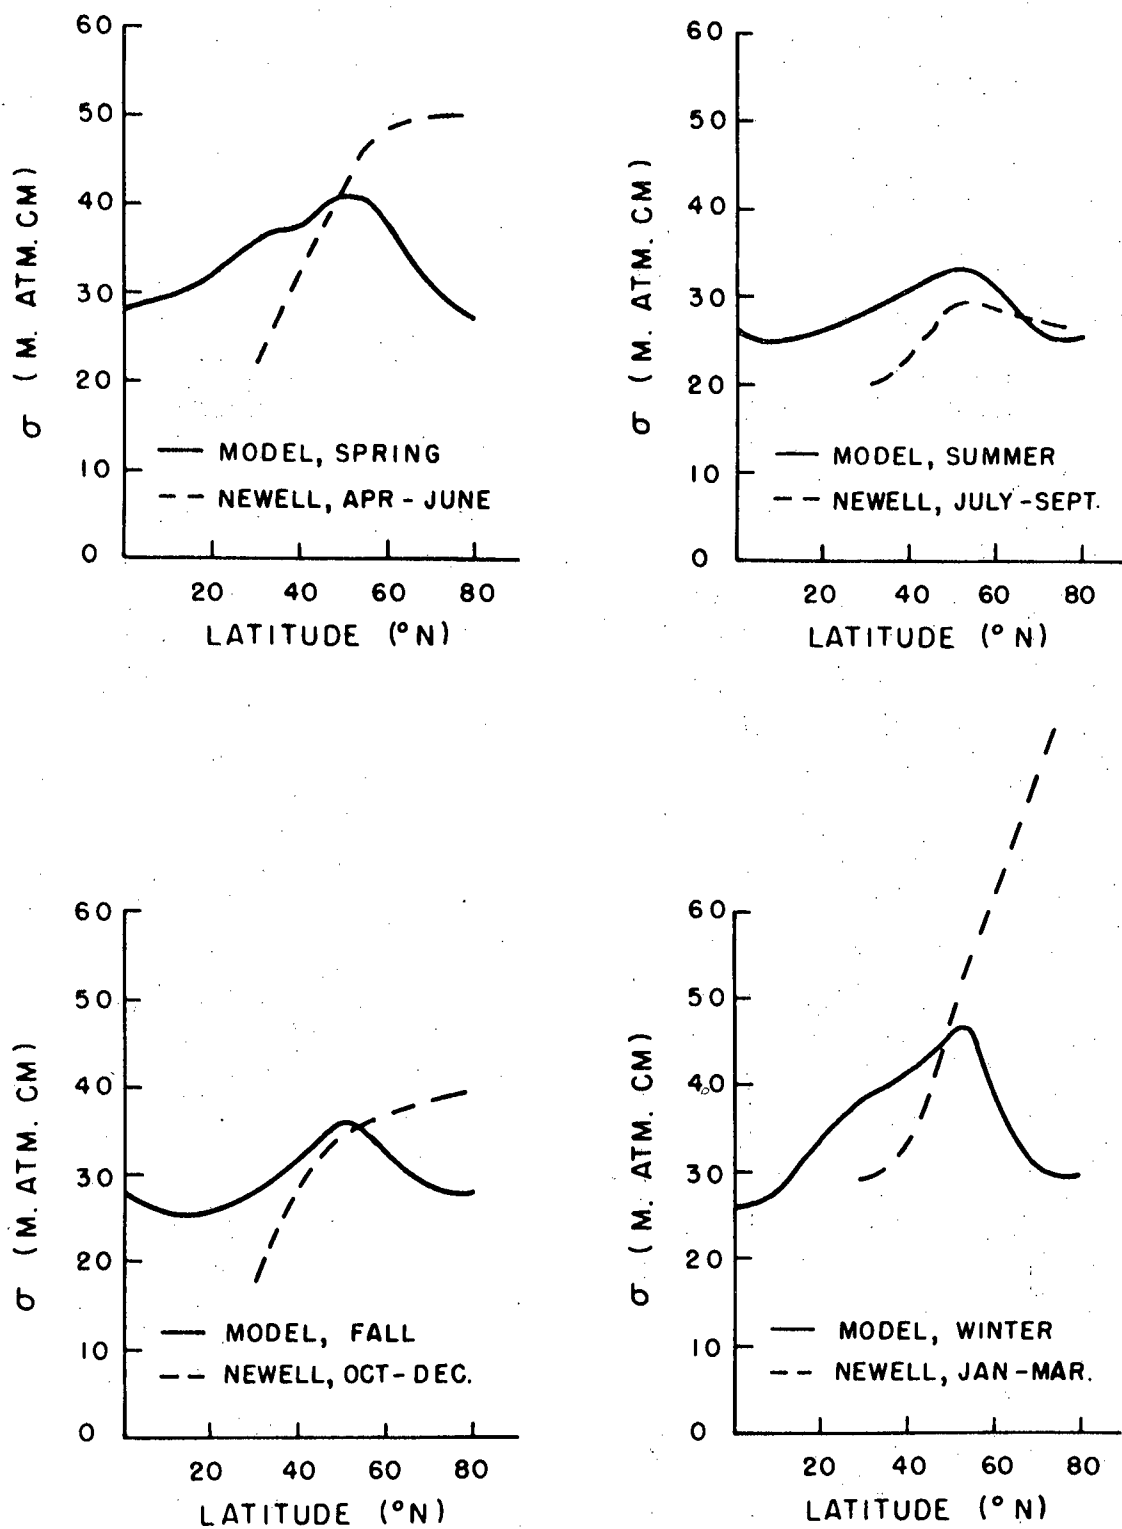 60
50
40
30
20
10
0
σ (M. ATM. CM)
MODEL, SPRING
NEWELL, APR - JUNE
20 40 60 80
LATITUDE (°N)
60
50
40
30
20
10
0
σ (M. ATM. CM)
MODEL, SUMMER
NEWELL, JULY - SEPT.
20 40 60 80
LATITUDE (°N)
60
50
40
30
20
10
0
σ (M. ATM. CM)
MODEL, FALL
NEWELL, OCT - DEC.
20 40 60 80
LATITUDE (°N)
60
50
40
30
20
10
0
σ (M. ATM. CM)
MODEL, WINTER
NEWELL, JAN - MAR.
20 40 60 80
LATITUDE (°N)